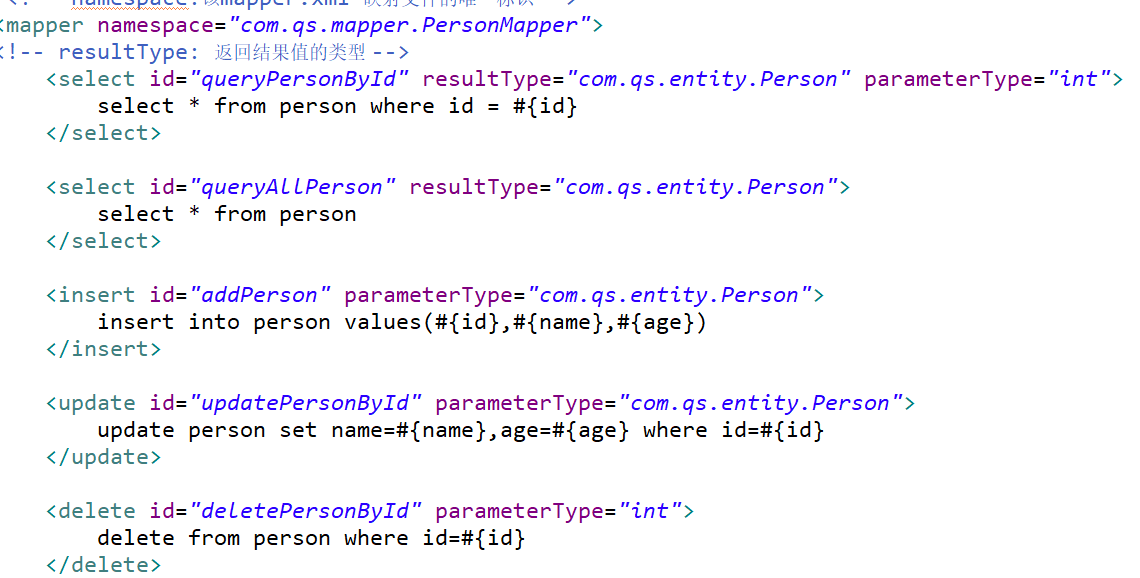 namespace:该mapper.xml 映射文件的唯一标识
<mapper namespace="com.qs.mapper.PersonMapper">
<!-- resultType: 返回结果值的类型 -->
<select id="queryPersonById" resultType="com.qs.entity.Person" parameterType="int">
select * from person where id = #{id}
</select>
<select id="queryAllPerson" resultType="com.qs.entity.Person">
select * from person
</select>
<insert id="addPerson" parameterType="com.qs.entity.Person">
insert into person values(#{id},#{name},#{age})
</insert>
<update id="updatePersonById" parameterType="com.qs.entity.Person">
update person set name=#{name},age=#{age} where id=#{id}
</update>
<delete id="deletePersonById" parameterType="int">
delete from person where id=#{id}
</delete>